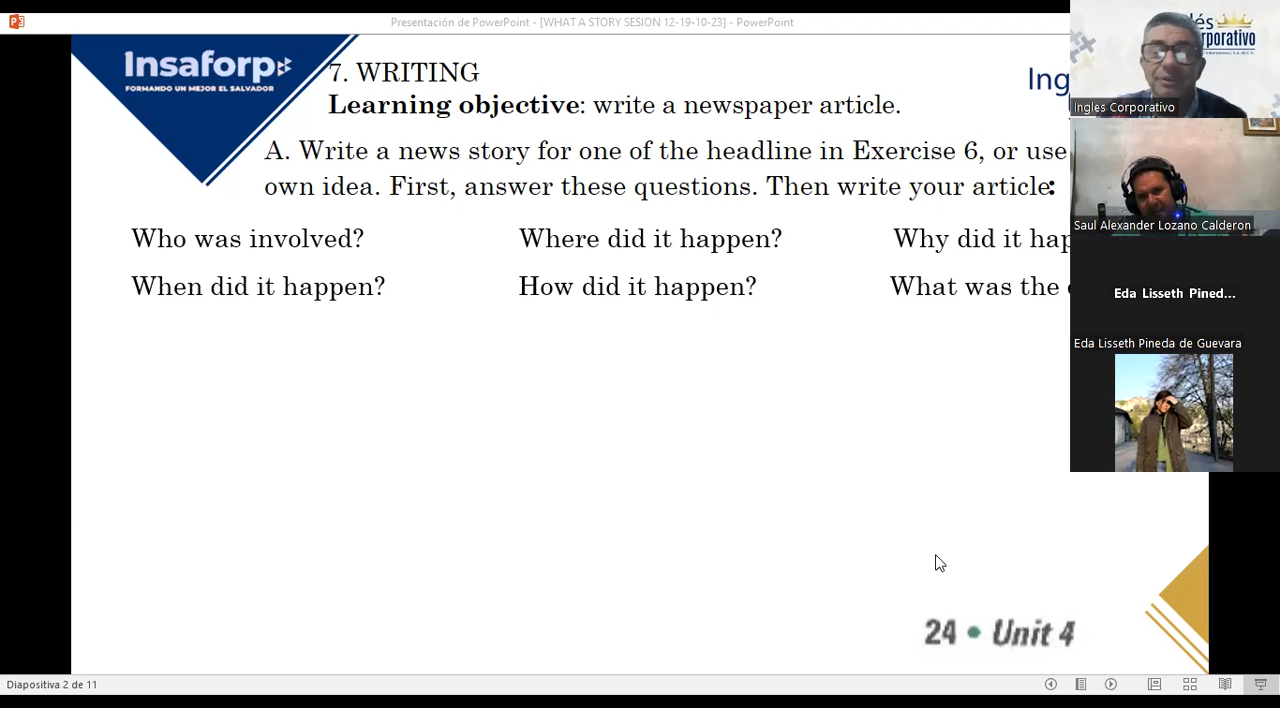 Presentación de PowerPoint - [WHAT A STORY SESION 12-19-10-23] - PowerPoint
Insaforp
FORMANDO UN MEJOR EL SALVADOR
7. WRITING
Learning objective: write a newspaper article.
A. Write a news story for one of the headline in Exercise 6, or use
own idea. First, answer these questions. Then write your article:
Who was involved? Where did it happen? Why did it
When did it happen? How did it happen? What was the
24 • Unit 4
Diapositiva 2 de 11
Ingles Corporativo
Saul Alexander Lozano Calderon
Eda Lisseth Pined...
Eda Lisseth Pineda de Guevara